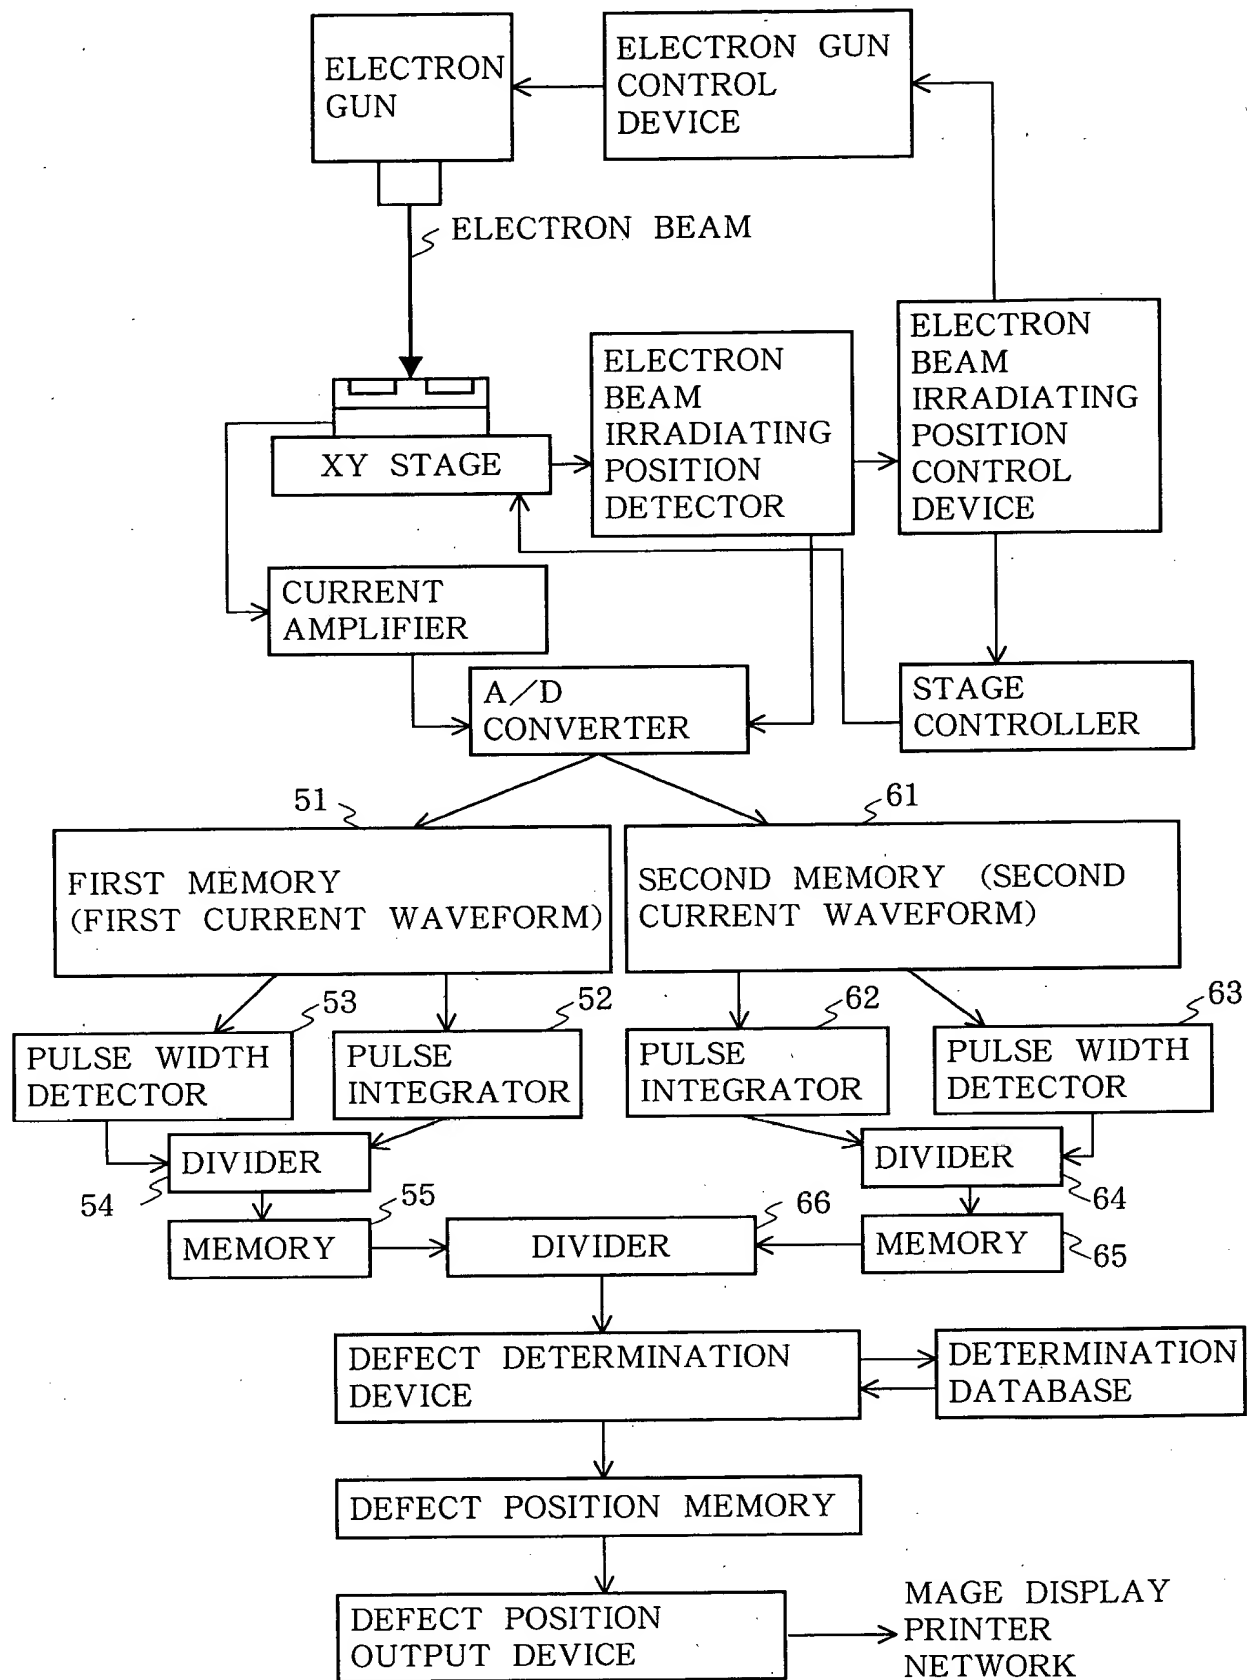 ELECTRON
GUN
ELECTRON GUN
CONTROL
DEVICE
ELECTRON BEAM
ELECTRON
BEAM
IRRADIATING
POSITION
DETECTOR
ELECTRON
BEAM
IRRADIATING
POSITION
CONTROL
DEVICE
XY STAGE
CURRENT
AMPLIFIER
A/D
CONVERTER
STAGE
CONTROLLER
51
61
FIRST MEMORY
(FIRST CURRENT WAVEFORM)
SECOND MEMORY (SECOND
CURRENT WAVEFORM)
53
52
62
63
PULSE WIDTH
DETECTOR
PULSE
INTEGRATOR
PULSE
INTEGRATOR
PULSE WIDTH
DETECTOR
DIVIDER
54
DIVIDER
64
55
66
MEMORY
DIVIDER
MEMORY
65
DEFECT DETERMINATION
DEVICE
DETERMINATION
DATABASE
DEFECT POSITION MEMORY
DEFECT POSITION
OUTPUT DEVICE
MAGE DISPLAY
PRINTER
NETWORK